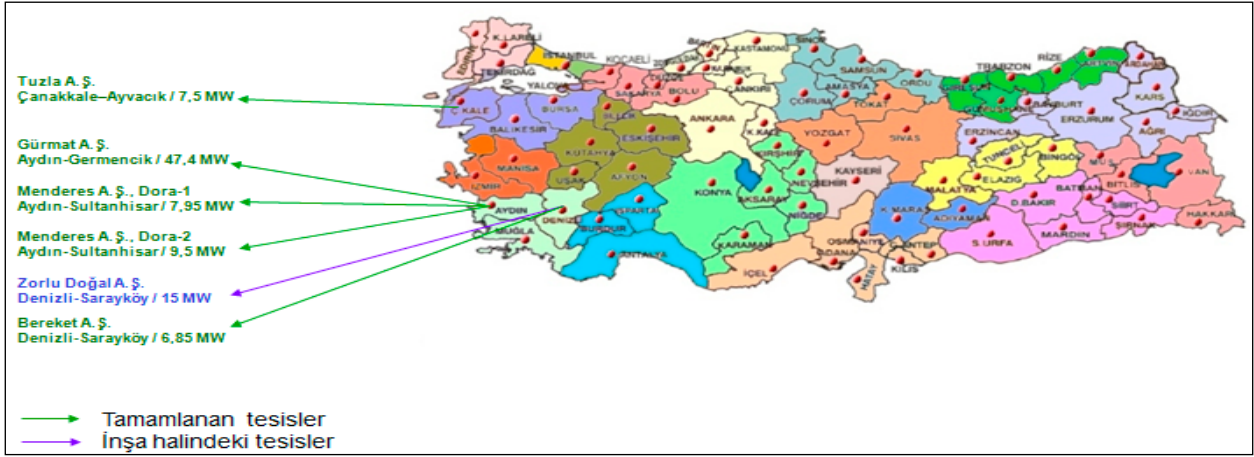 Tuzla A.Ş.
Çanakkale–Ayvacık / 7,5 MW
Gürmat A.Ş.
Aydın-Germencik / 47,4 MW
Menderes A.Ş., Dora-1
Aydın-Sultanhisar / 7,95 MW
Menderes A.Ş., Dora-2
Aydın-Sultanhisar / 9,5 MW
Zorlu Doğal A.Ş.
Denizli-Sarayköy / 15 MW
Bereket A.Ş.
Denizli-Sarayköy / 6,85 MW
Tamamlanan tesisler
İnşa halindeki tesisler
EDİRNE
K.LARELİ
TEKİRDAĞ
İSTANBUL
KOCAELİ
YALOVA
SAKARYA
DÜZCE
BOLU
KASTAMONU
ÇANKIRI
SİNOP
SAMSUN
ORDU
ÇORUM
AMASYA
TOKAT
GİRESUN
TRABZON
RİZE
ARTVİN
ARDAHAN
GÜMÜŞHANE
BAYBURT
KARS
IĞDIR
ERZURUM
AĞRI
ERZİNCAN
Ç.KALE
BURSA
BALIKESİR
BİLECİK
ESKİŞEHİR
KÜTAHYA
ANKARA
K.KALE
KIRŞEHİR
YOZGAT
SİVAS
TUNCELİ
BİNGÖL
MUŞ
BİTLİS
VAN
MANİSA
İZMİR
UŞAK
AFYON
KONYA
AKSARAY
NEVŞEHİR
KAYSERİ
NİĞDE
MALATYA
ELAZIĞ
D.BAKIR
BATMAN
SİİRT
ŞIRNAK
HAKKARİ
AYDIN
DENİZLİ
MUĞLA
BURDUR
ISPARTA
ANTALYA
KARAMAN
İÇEL
ADANA
OSMANİYE
HATAY
K.MARAŞ
ADIYAMAN
G.ANTEP
KİLİS
Ş.URFA
MARDİN